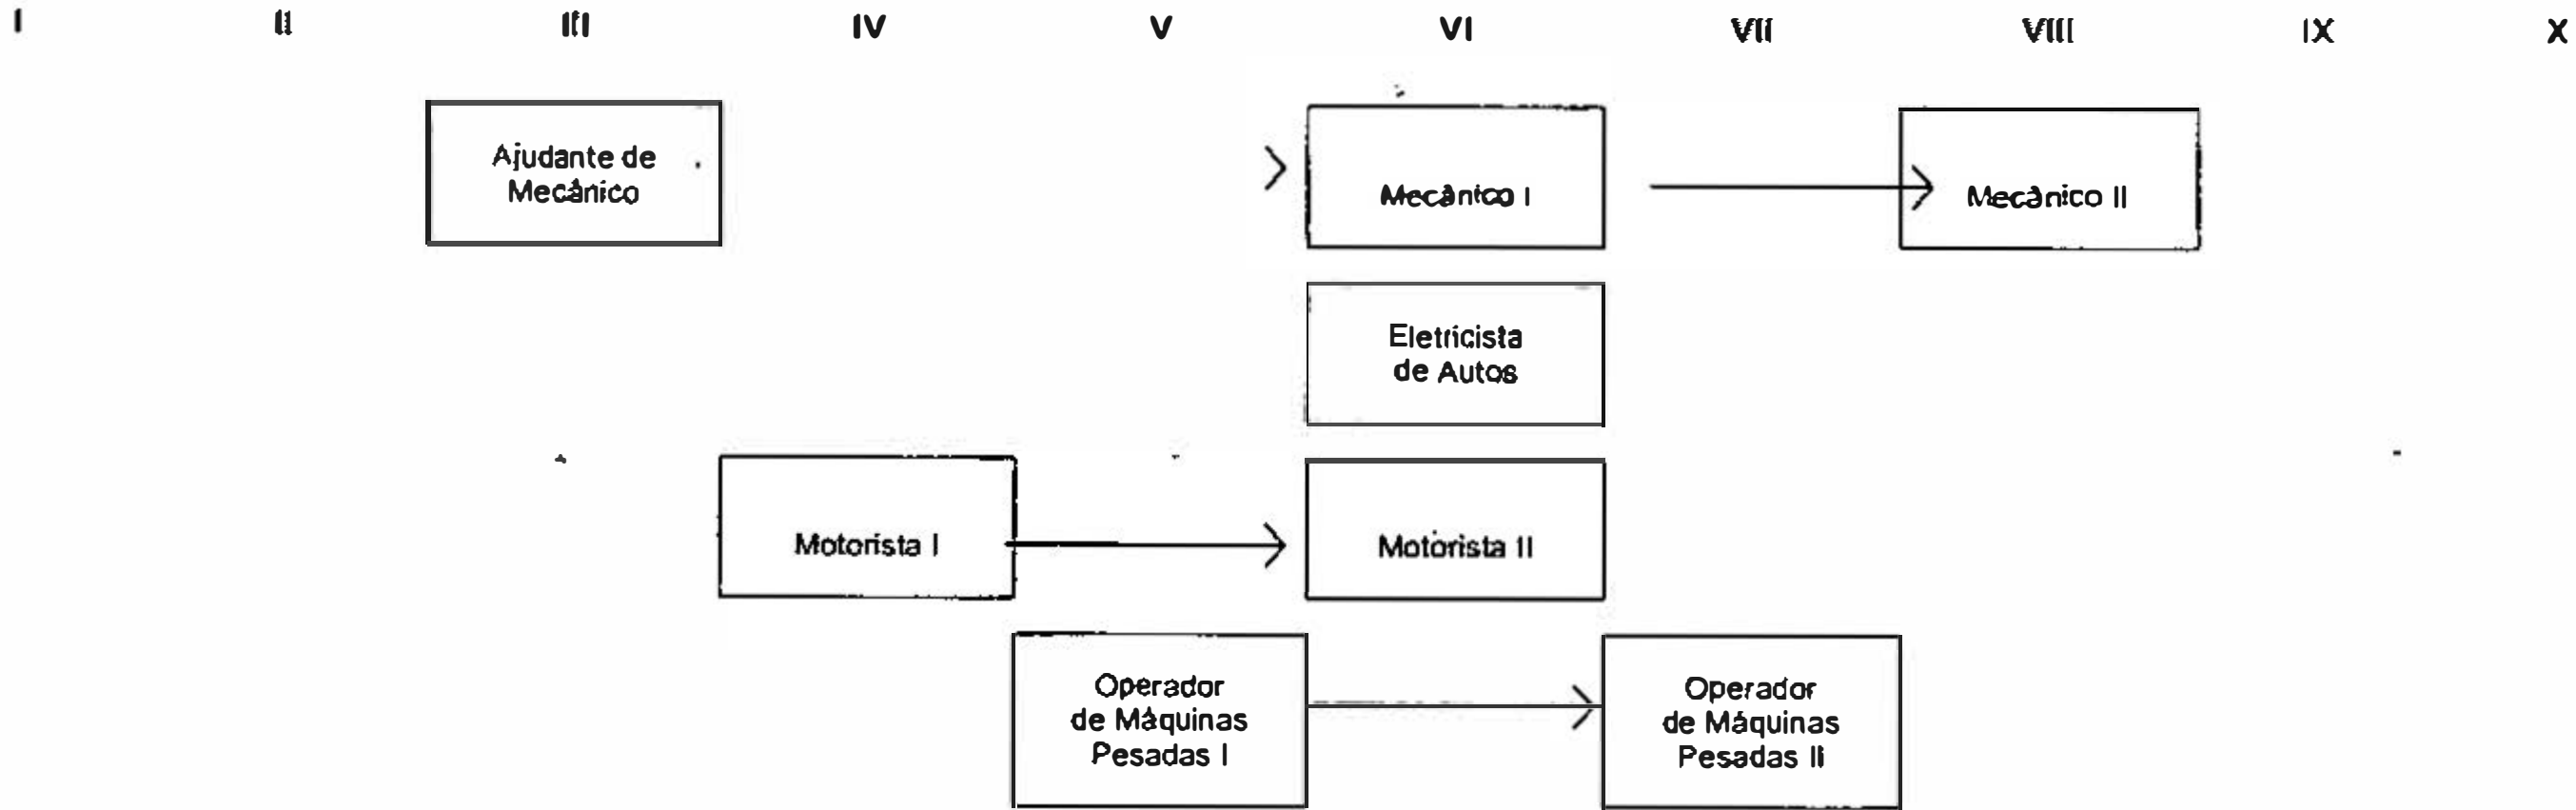 I II III IV V VI VII VIII IX X
Ajudante de
Mecânico
Mecânico I
Mecânico II
Eletricista
de Autos
Motorista I
Motorista II
Operador
de Máquinas
Pesadas I
Operador
de Máquinas
Pesadas II